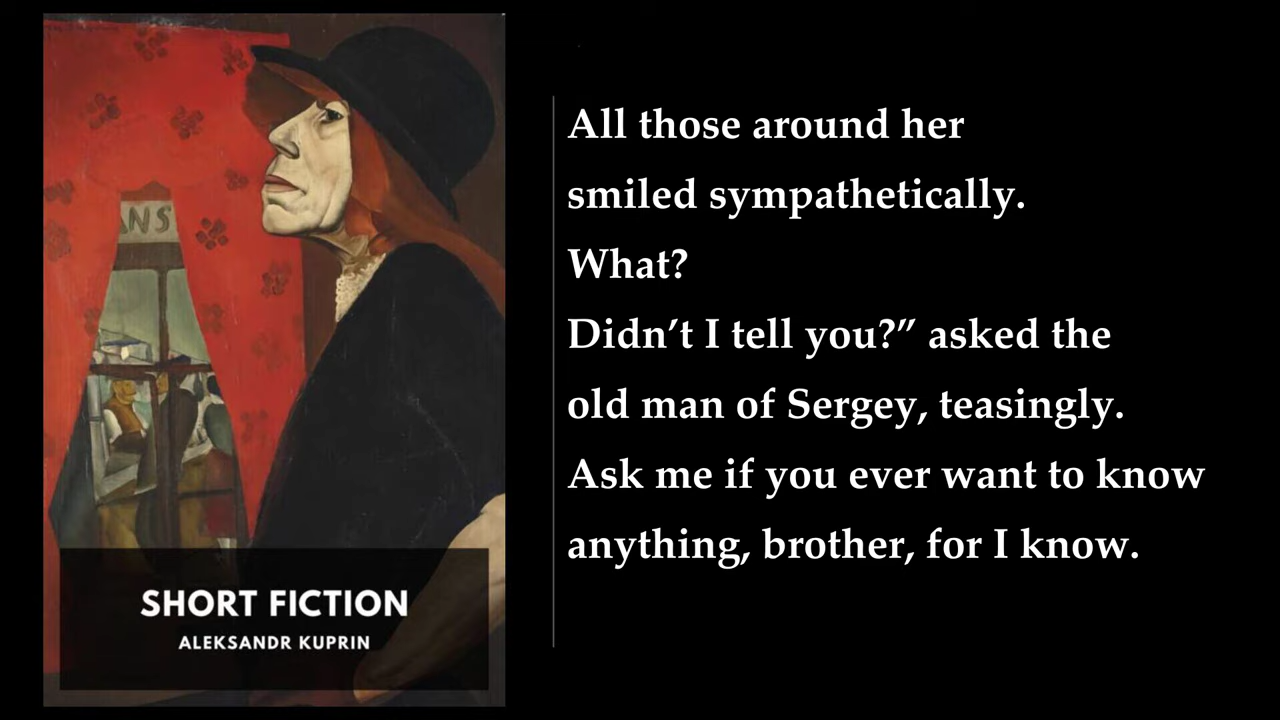 ANS
SHORT FICTION
ALEKSANDR KUPRIN
All those around her
smiled sympathetically.
What?
Didn’t I tell you?” asked the
old man of Sergey, teasingly.
Ask me if you ever want to know
anything, brother, for I know.